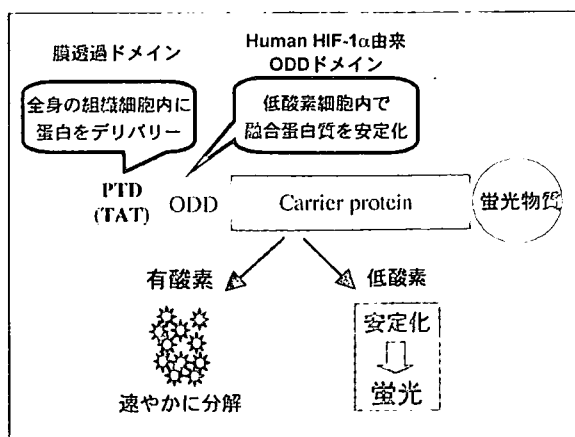 膜透過ドメイン
Human HIF-1α由来
ODDドメイン
全身の組織細胞内に
蛋白をデリバリー
低酸素細胞内で
融合蛋白質を安定化
PTD
(TAT)
ODD
Carrier protein
蛍光物質
有酸素
低酸素
速やかに分解
安定化
蛍光